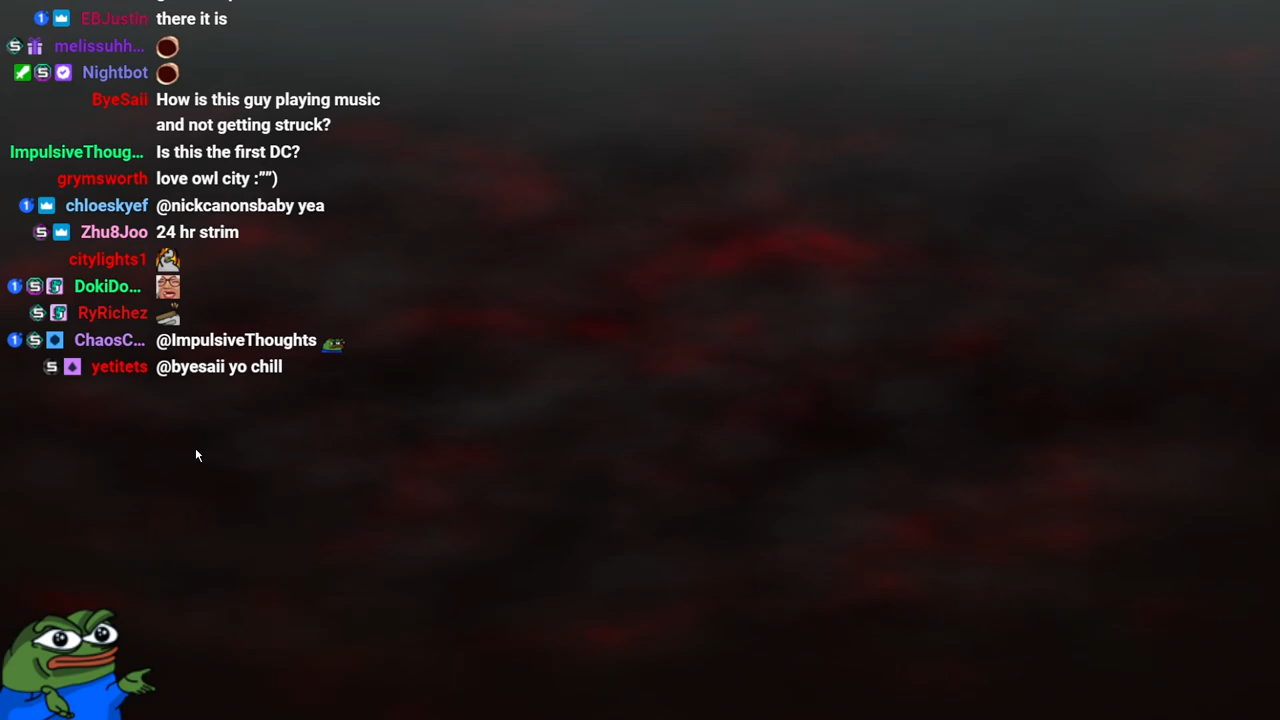 EBJustin there it is
melissuhh...
Nightbot
ByeSaii How is this guy playing music
and not getting struck?
ImpulsiveThoug... Is this the first DC?
grymsworth love owl city :"")
chloeskyef @nickcanonsbaby yea
Zhu8Joo 24 hr strim
citylights1
DokiDo...
RyRichez
ChaosC... @ImpulsiveThoughts
yetitets @byesaii yo chill